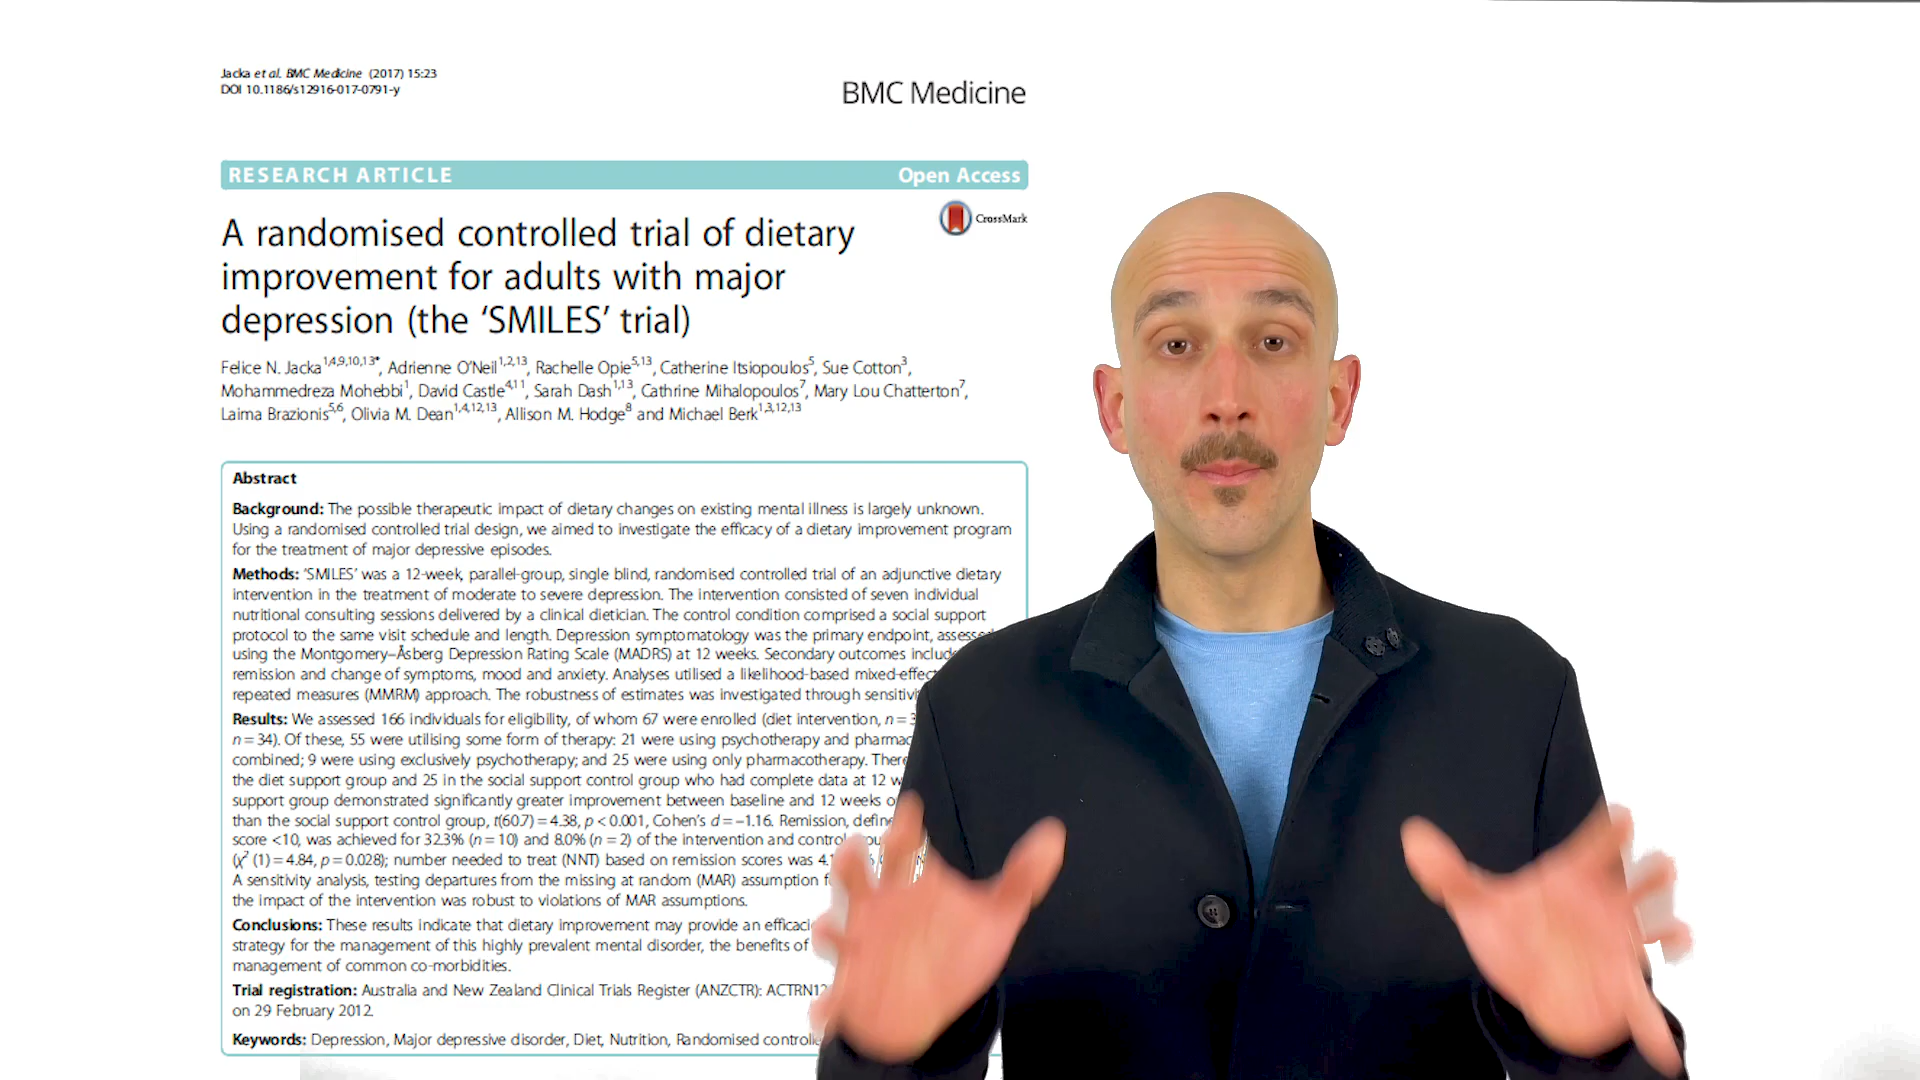 Jacka et al. BMC Medicine (2017) 15:23
DOI 10.1186/s12916-017-0791-y
BMC Medicine
RESEARCH ARTICLE Open Access
CrossMark
A randomised controlled trial of dietary
improvement for adults with major
depression (the ‘SMILES’ trial)
Felice N. Jacka1,4,9,10,13*, Adrienne O’Neil1,2,13, Rachelle Opie5,13, Catherine Itsiopoulos5, Sue Cotton3,
Mohammedreza Mohebbi1, David Castle4,11, Sarah Dash1,13, Cathrine Mihalopoulos7, Mary Lou Chatterton7,
Laima Brazionis5,6, Olivia M. Dean1,4,12,13, Allison M. Hodge8 and Michael Berk1,3,12,13
Abstract
Background: The possible therapeutic impact of dietary changes on existing mental illness is largely unknown.
Using a randomised controlled trial design, we aimed to investigate the efficacy of a dietary improvement program
for the treatment of major depressive episodes.
Methods: ‘SMILES’ was a 12-week, parallel-group, single blind, randomised controlled trial of an adjunctive dietary
intervention in the treatment of moderate to severe depression. The intervention consisted of seven individual
nutritional consulting sessions delivered by a clinical dietician. The control condition comprised a social support
protocol to the same visit schedule and length. Depression symptomatology was the primary endpoint,
using the Montgomery–Åsberg Depression Rating Scale (MADRS) at 12 weeks. Secondary outcomes
remission and change of symptoms, mood and anxiety. Analyses utilised a likelihood-based
repeated measures (MMRM) approach. The robustness of estimates was investigated through
Results: We assessed 166 individuals for eligibility, of whom 67 were enrolled (diet intervention, n =
n = 34). Of these, 55 were utilising some form of therapy: 21 were using psychotherapy and
combined; 9 were using exclusively psychotherapy; and 25 were using only pharmacotherapy.
the diet support group and 25 in the social support control group who had complete data at 12
support group demonstrated significantly greater improvement between baseline and 12 weeks
than the social support control group, t(60.7) = 4.38, p < 0.001, Cohen’s d = –1.16. Remission,
score <10, was achieved for 32.3% (n = 10) and 8.0% (n = 2) of the intervention and control
(χ2 (1) = 4.84, p = 0.028); number needed to treat (NNT) based on remission scores was
A sensitivity analysis, testing departures from the missing at random (MAR) assumption
the impact of the intervention was robust to violations of MAR assumptions.
Conclusions: These results indicate that dietary improvement may provide an
strategy for the management of this highly prevalent mental disorder, the benefits of
management of common co-morbidities.
Trial registration: Australia and New Zealand Clinical Trials Register (ANZCTR):
on 29 February 2012.
Keywords: Depression, Major depressive disorder, Diet, Nutrition, Randomised